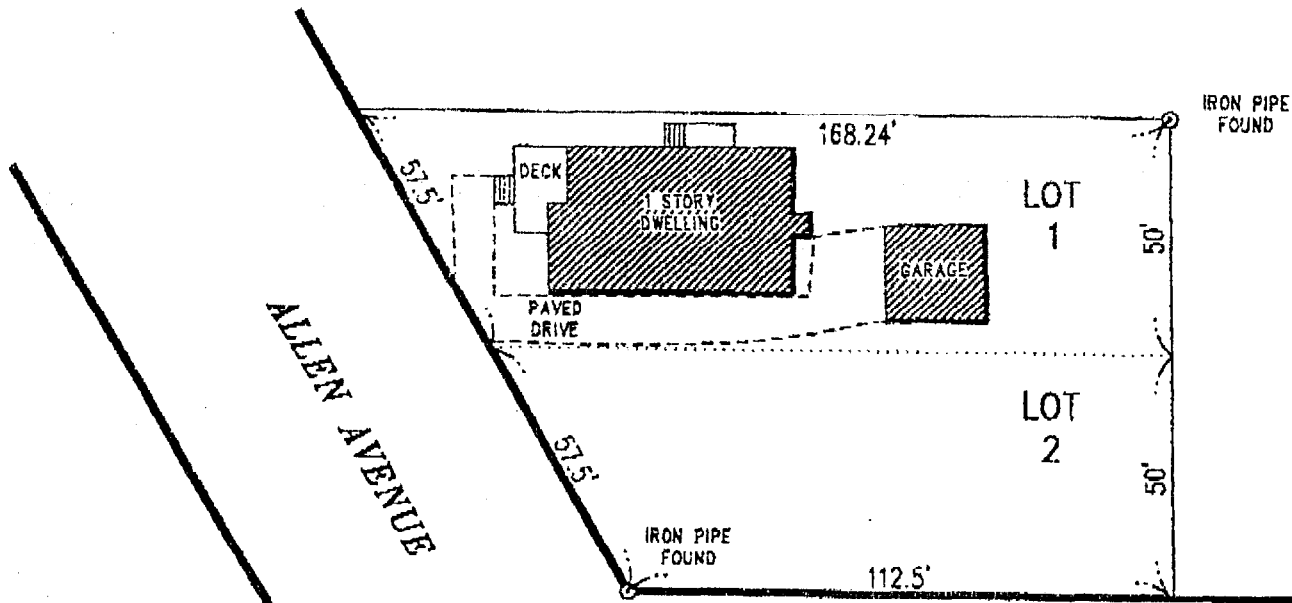 IRON PIPE
FOUND
168.24'
57.5'
DECK
1 STORY
DWELLING
LOT
1
50'
GARAGE
PAVED
DRIVE
ALLEN AVENUE
LOT
2
57.5'
50'
IRON PIPE
FOUND
112.5'